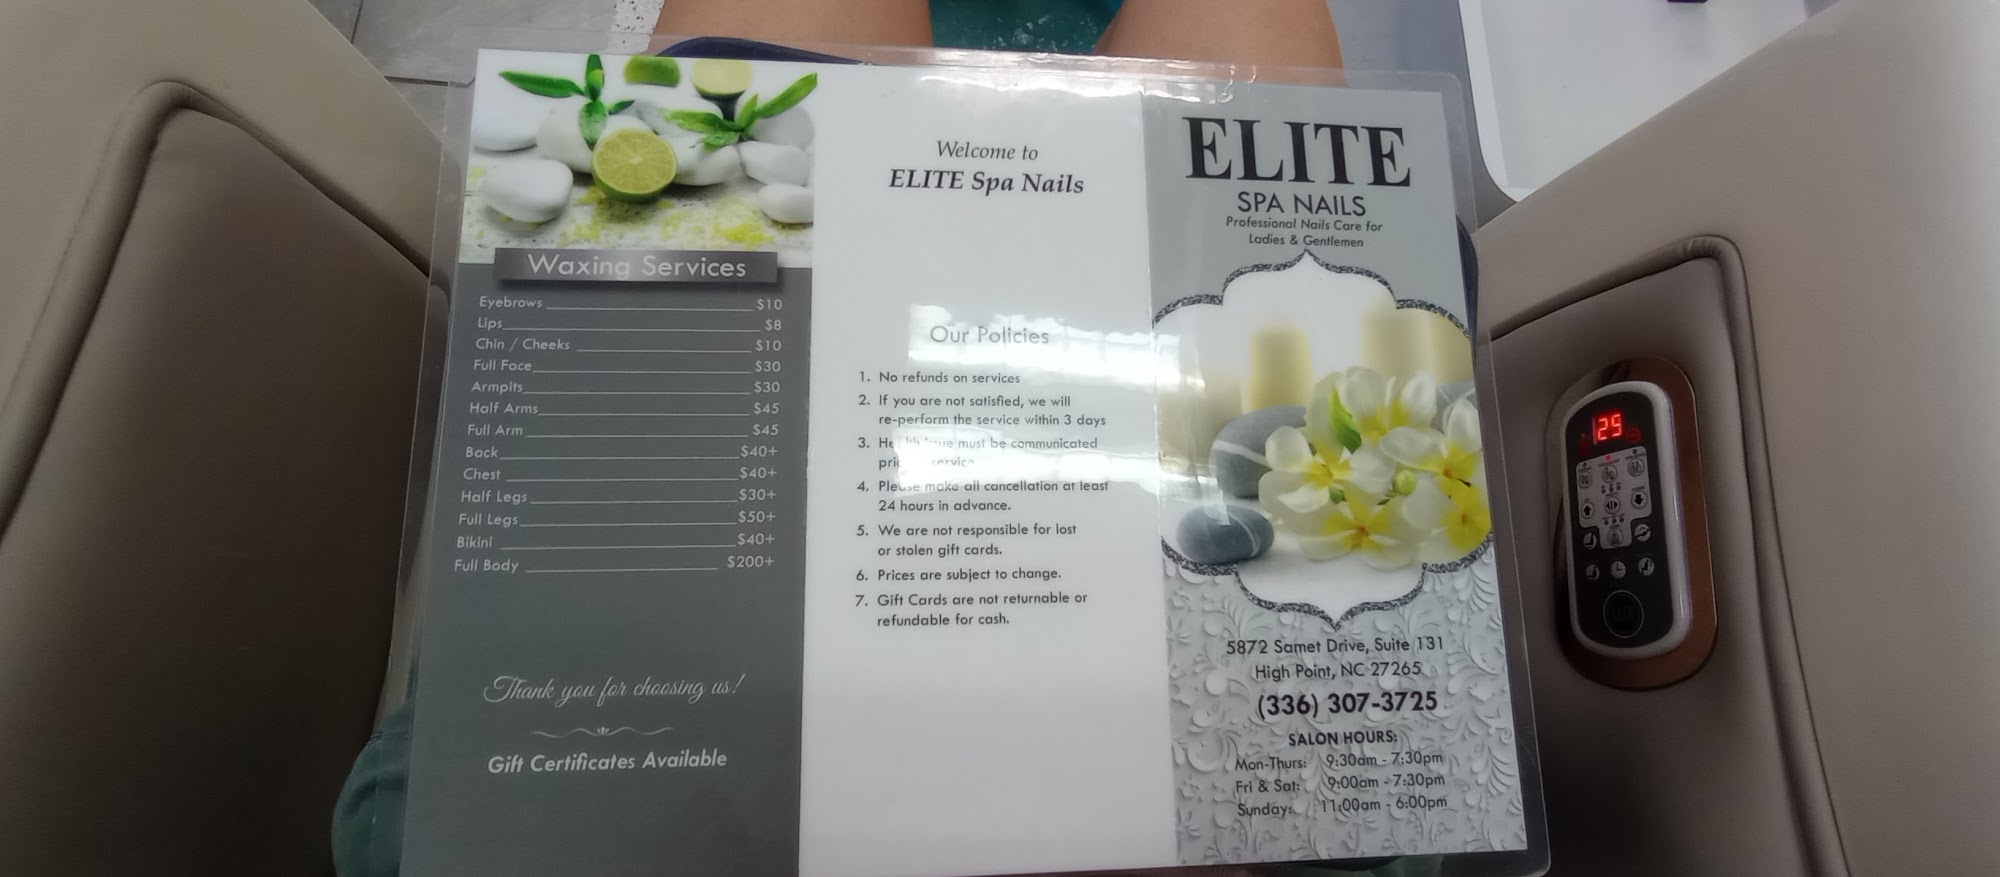 Waxing Services
Eyebrows $10
Lips $8
Chin / Cheeks $10
Full Face $30
Armpits $30
Half Arms $45
Full Arm $45
Back $40+
Chest $40+
Half Legs $30+
Full Legs $50+
Bikini $40+
Full Body $200+
Thank you for choosing us!
Gift Certificates Available
Welcome to
ELITE Spa Nails
Our Policies
1. No refunds on services
2. If you are not satisfied, we will
re-perform the service within 3 days
3. Health issue must be communicated
service
4. Please make all cancellation at least
24 hours in advance.
5. We are not responsible for lost
or stolen gift cards.
6. Prices are subject to change.
7. Gift Cards are not returnable or
refundable for cash.
ELITE
SPA NAILS
Professional Nails Care for
Ladies & Gentlemen
5872 Samet Drive, Suite 131
High Point, NC 27265
(336) 307-3725
SALON HOURS:
Mon-Thurs: 9:30am - 7:30pm
Fri & Sat: 9:00am - 7:30pm
Sunday: 11:00am - 6:00pm
29